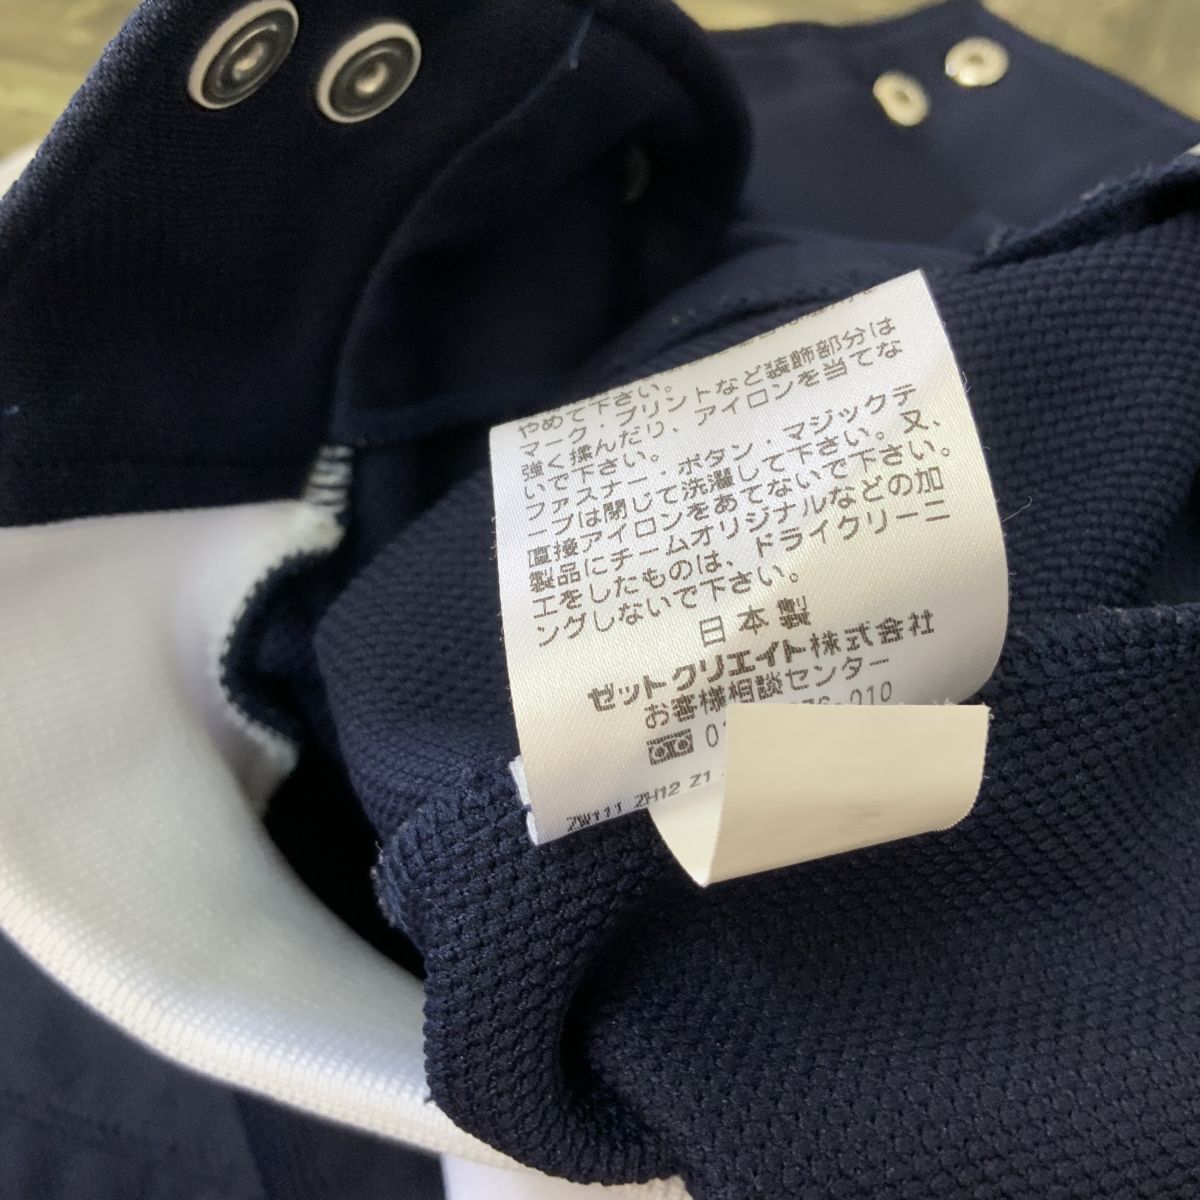 やめて下さい。
マーク・プリントなど装飾部分は
強く揉んだり、アイロンを当てな
いで下さい。
ファスナー・ボタン・マジックテ
ープは閉じて洗濯して下さい。又、
直接アイロンをあてないで下さい。
製品にチームオリジナルなどの加
工をしたものは、ドライクリーニ
ングしないで下さい。
日本製
ゼットクリエイト株式会社
お客様相談センター
ZW111 ZH12 Z1